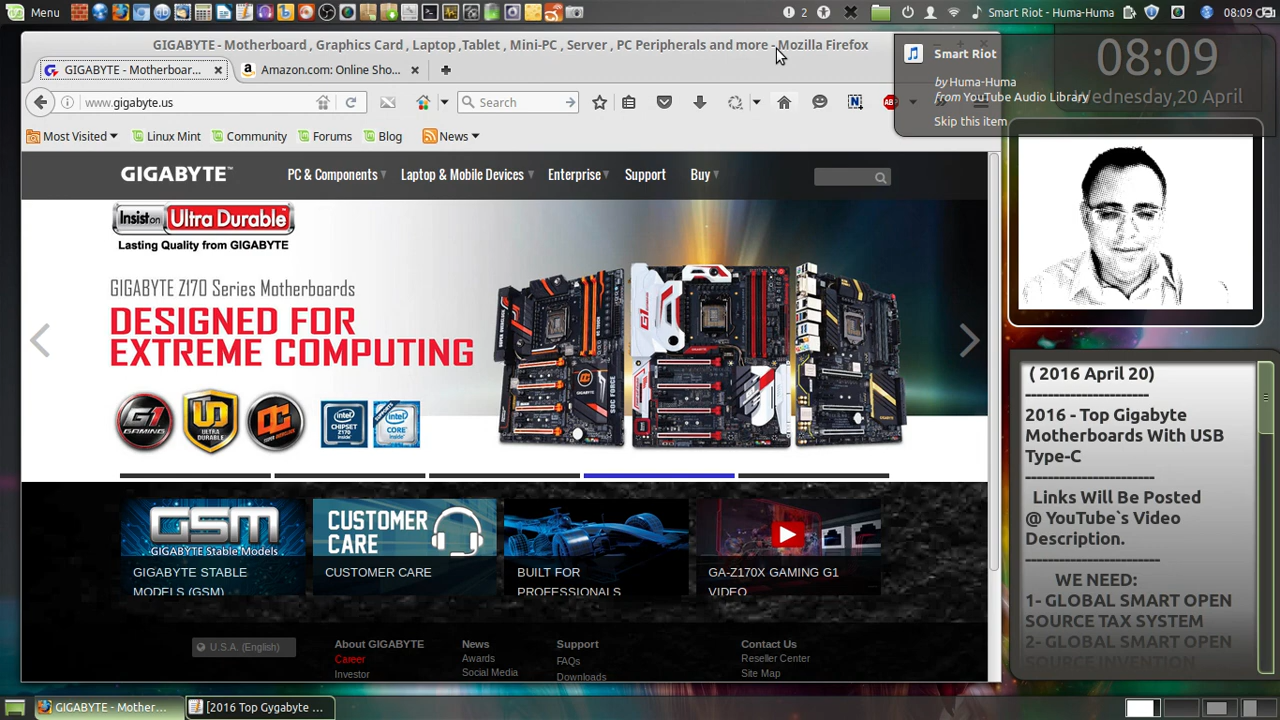 Menu
2
Smart Riot - Huma-Huma
08:09
GIGABYTE - Motherboard , Graphics Card , Laptop ,Tablet , Mini-PC , Server , PC Peripherals and more - Mozilla Firefox
GIGABYTE - Motherboar...
Amazon.com: Online Sho...
www.gigabyte.us
Search
ABP
Most Visited
Linux Mint
Community
Forums
Blog
News
Smart Riot
by Huma-Huma
from YouTube Audio Library
Skip this item
08:09
Wednesday,20 April
GIGABYTE™
PC & Components
Laptop & Mobile Devices
Enterprise
Support
Buy
Insist on Ultra Durable™
Lasting Quality from GIGABYTE
GIGABYTE Z170 Series Motherboards
DESIGNED FOR
EXTREME COMPUTING
G1
GAMING
UD
ULTRA DURABLE
OC
intel
CHIPSET
Z170
intel
CORE
GSM
GIGABYTE Stable Models
GIGABYTE STABLE
MODELS (GSM)
CUSTOMER
CARE
CUSTOMER CARE
BUILT FOR
PROFESSIONALS
GA-Z170X GAMING G1
VIDEO
U.S.A. (English)
About GIGABYTE
Career
Investor
News
Awards
Social Media
Support
FAQs
Downloads
Contact Us
Reseller Center
Site Map
( 2016 April 20)
-----------------------
2016 - Top Gigabyte
Motherboards With USB
Type-C
------------------------
Links Will Be Posted
@ YouTube`s Video
Description.
-------------------------
WE NEED:
1- GLOBAL SMART OPEN
SOURCE TAX SYSTEM
2- GLOBAL SMART OPEN
SOURCE INVENTION
GIGABYTE - Mother...
[2016 Top Gygabyte ...